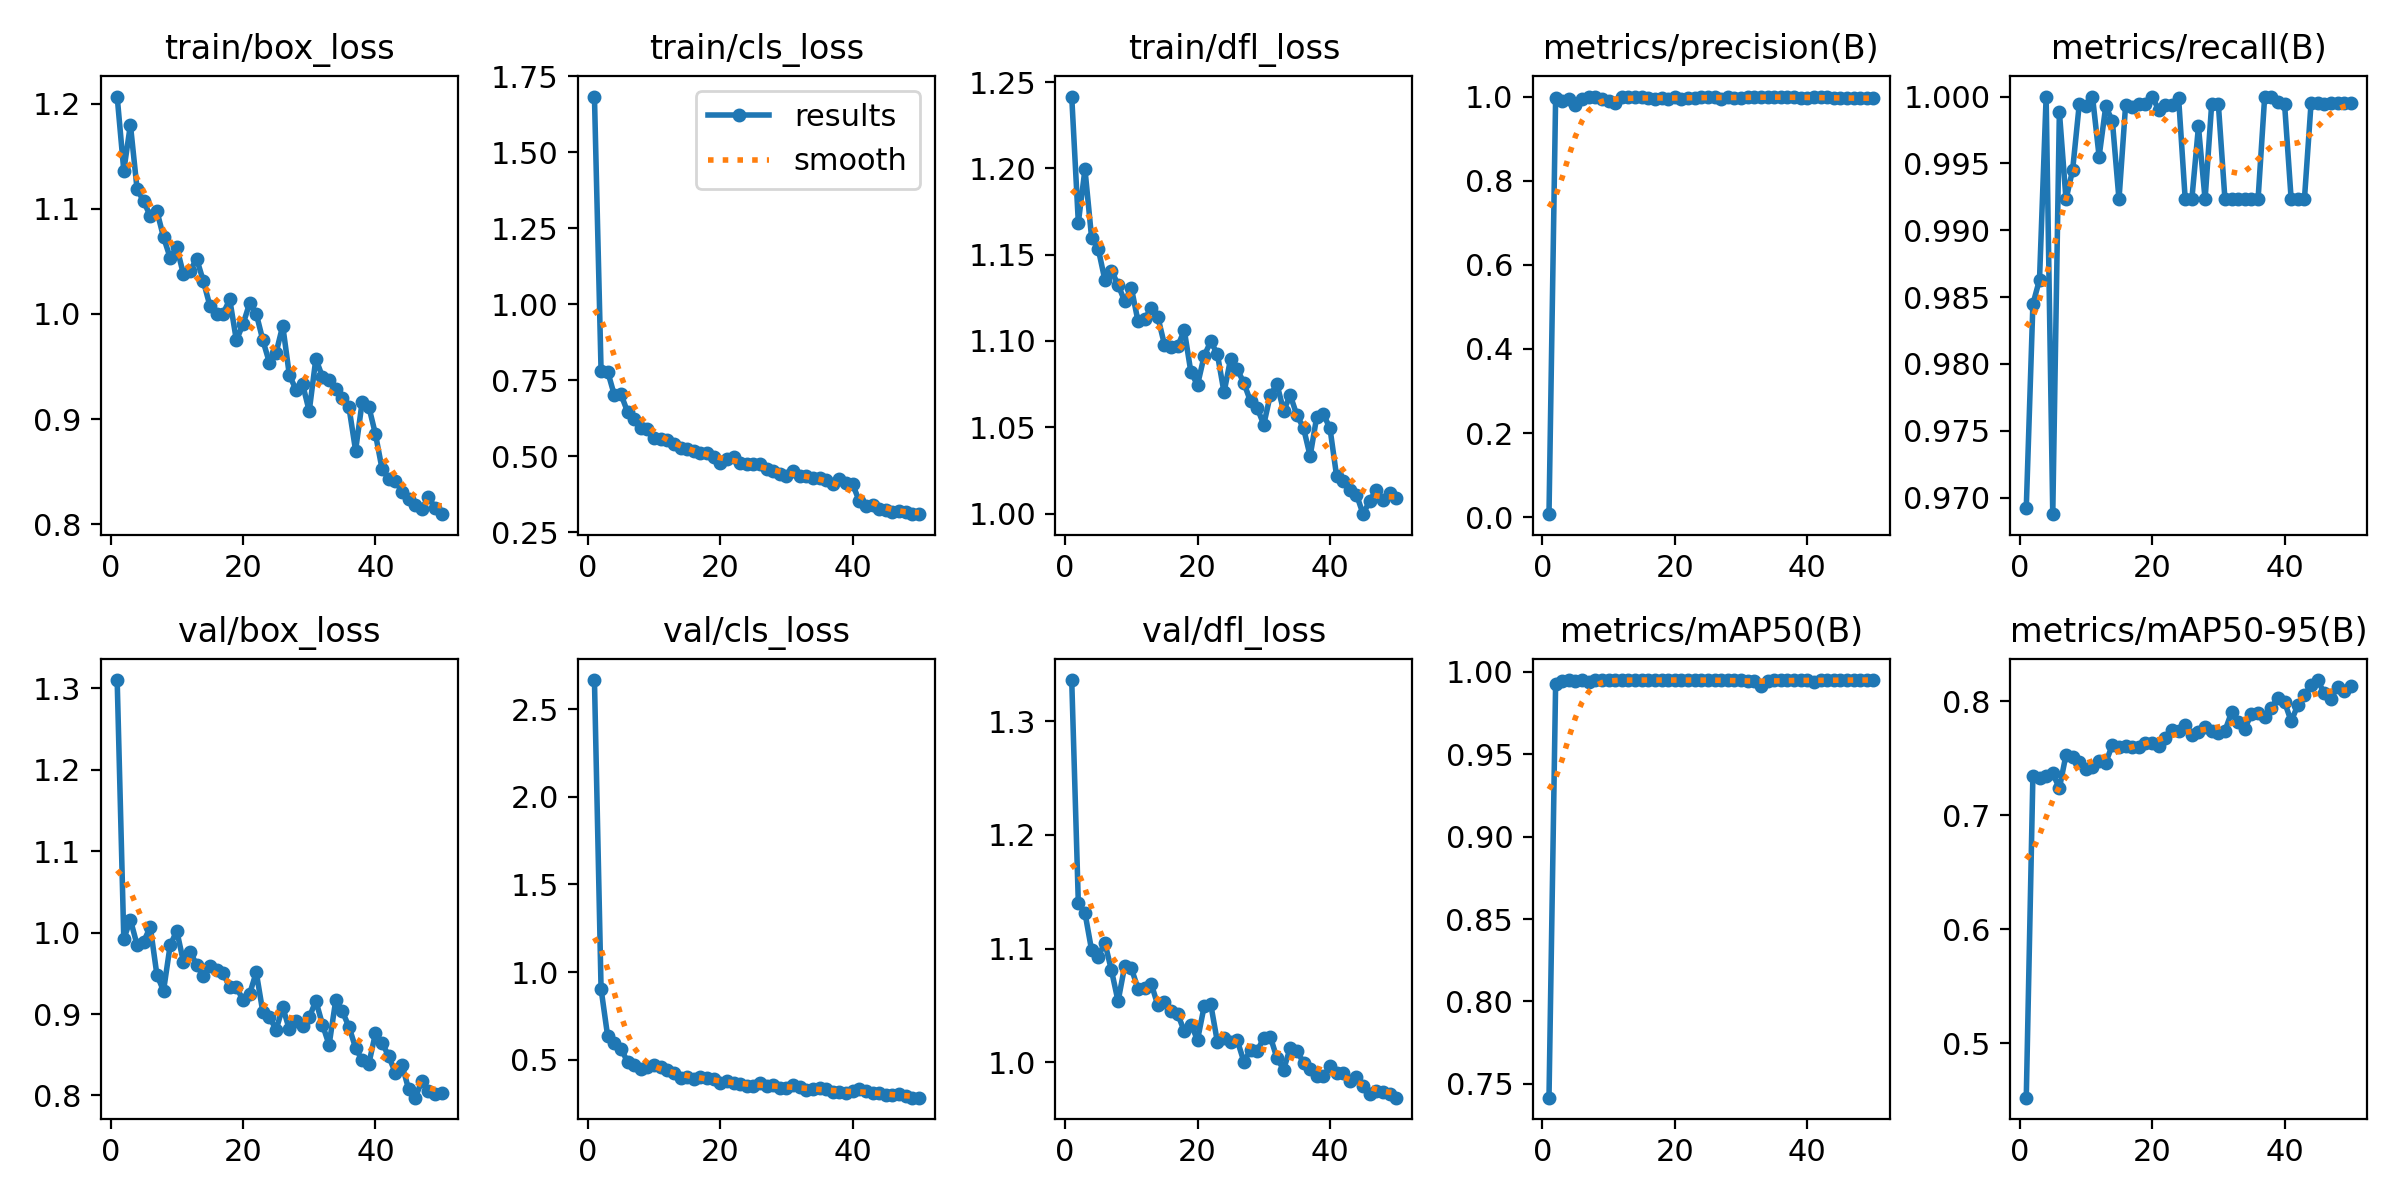 train/box_loss
1.2
1.1
1.0
0.9
0.8
0 20 40
train/cls_loss
1.75
1.50
1.25
1.00
0.75
0.50
0.25
0 20 40
results
smooth
train/dfl_loss
1.25
1.20
1.15
1.10
1.05
1.00
0 20 40
metrics/precision(B)
1.0
0.8
0.6
0.4
0.2
0.0
0 20 40
metrics/recall(B)
1.000
0.995
0.990
0.985
0.980
0.975
0.970
0 20 40
val/box_loss
1.3
1.2
1.1
1.0
0.9
0.8
0 20 40
val/cls_loss
2.5
2.0
1.5
1.0
0.5
0 20 40
val/dfl_loss
1.3
1.2
1.1
1.0
0 20 40
metrics/mAP50(B)
1.00
0.95
0.90
0.85
0.80
0.75
0 20 40
metrics/mAP50-95(B)
0.8
0.7
0.6
0.5
0 20 40